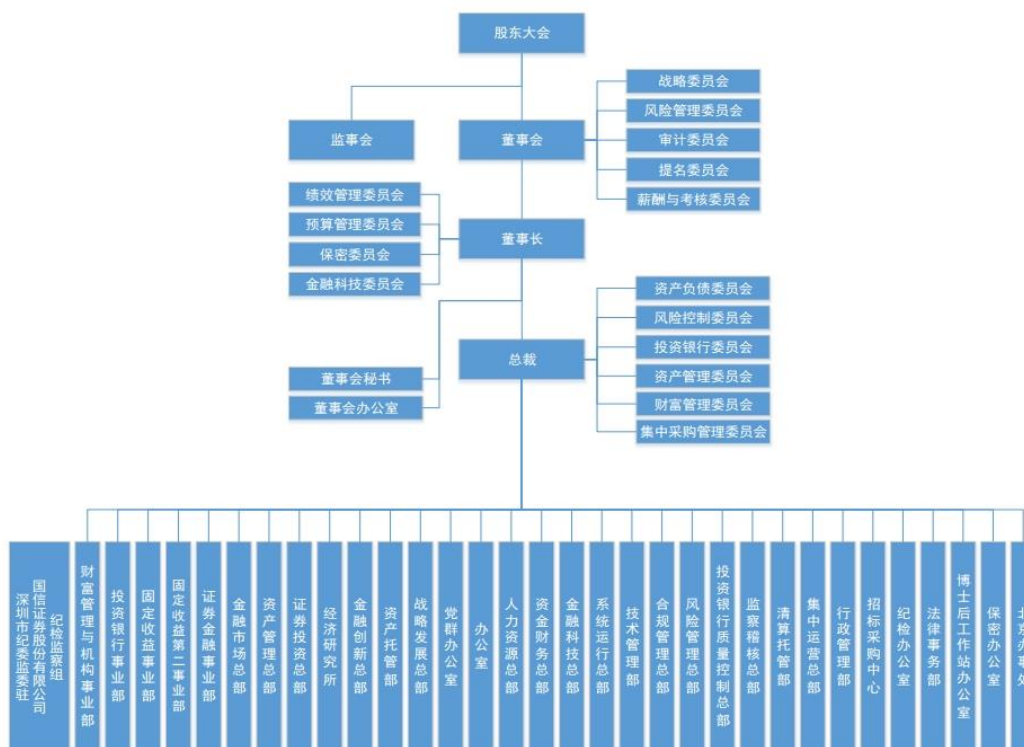 股东大会
监事会
董事会
战略委员会
风险管理委员会
审计委员会
提名委员会
薪酬与考核委员会
绩效管理委员会
预算管理委员会
保密委员会
金融科技委员会
董事长
资产负债委员会
风险控制委员会
投资银行委员会
资产管理委员会
财富管理委员会
集中采购管理委员会
总裁
董事会秘书
董事会办公室
深圳市纪委监委驻
国信证券股份有限公司
纪检监察组
财富管理与机构事业部
投资银行事业部
固定收益事业部
固定收益第二事业部
证券金融事业部
金融市场总部
资产管理总部
证券投资总部
经济研究所
金融创新总部
资产托管部
战略发展总部
党群办公室
办公室
人力资源总部
资金财务总部
金融科技总部
系统运行总部
技术管理部
合规管理总部
风险管理总部
投资银行质量控制总部
监察稽核总部
清算托管部
集中运营总部
行政管理部
招标采购中心
纪检办公室
法律事务部
博士后工作站办公室
保密办公室
北京办事处